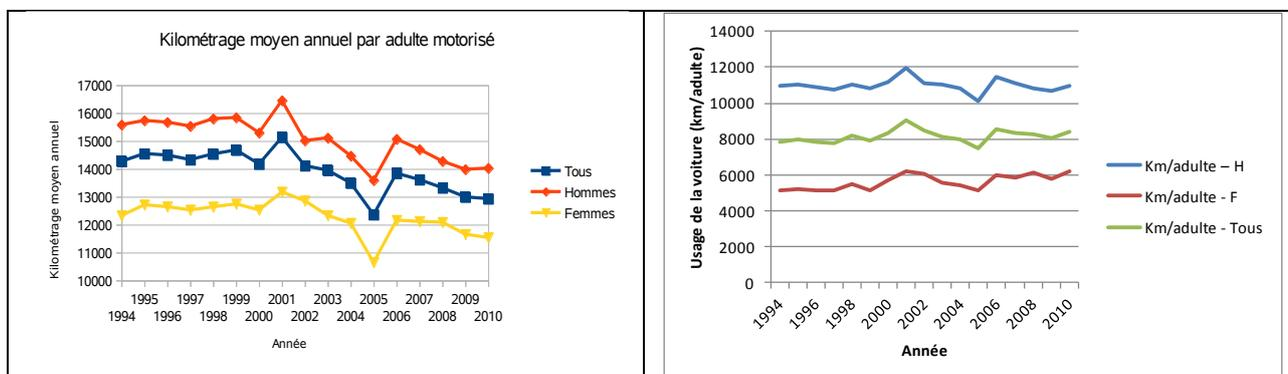 Kilométrage moyen annuel par adulte motorisé
Kilométrage moyen annuel
17000
16000
15000
14000
13000
12000
11000
10000
1995 1997 1999 2001 2003 2005 2007 2009
1994 1996 1998 2000 2002 2004 2006 2008 2010
Année
Tous
Hommes
Femmes
Usage de la voiture (km/adulte)
14000
12000
10000
8000
6000
4000
2000
0
1994 1996 1998 2000 2002 2004 2006 2008 2010
Année
Km/adulte – H
Km/adulte - F
Km/adulte - Tous